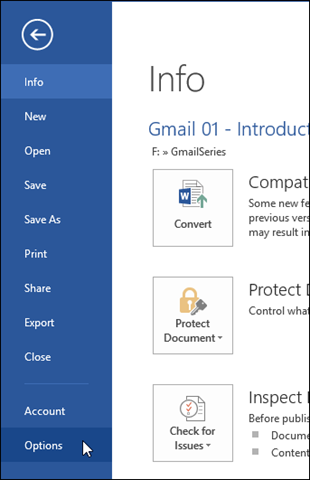 Info
New
Open
Save
Save As
Print
Share
Export
Close
Account
Options
Info
Gmail 01 - Introduct
F: » GmailSeries
Convert
Compat
Some new fe
previous vers
may result in
Protect
Document
Protect D
Control what
Check for
Issues
Inspect
Before publis
Docume
Content